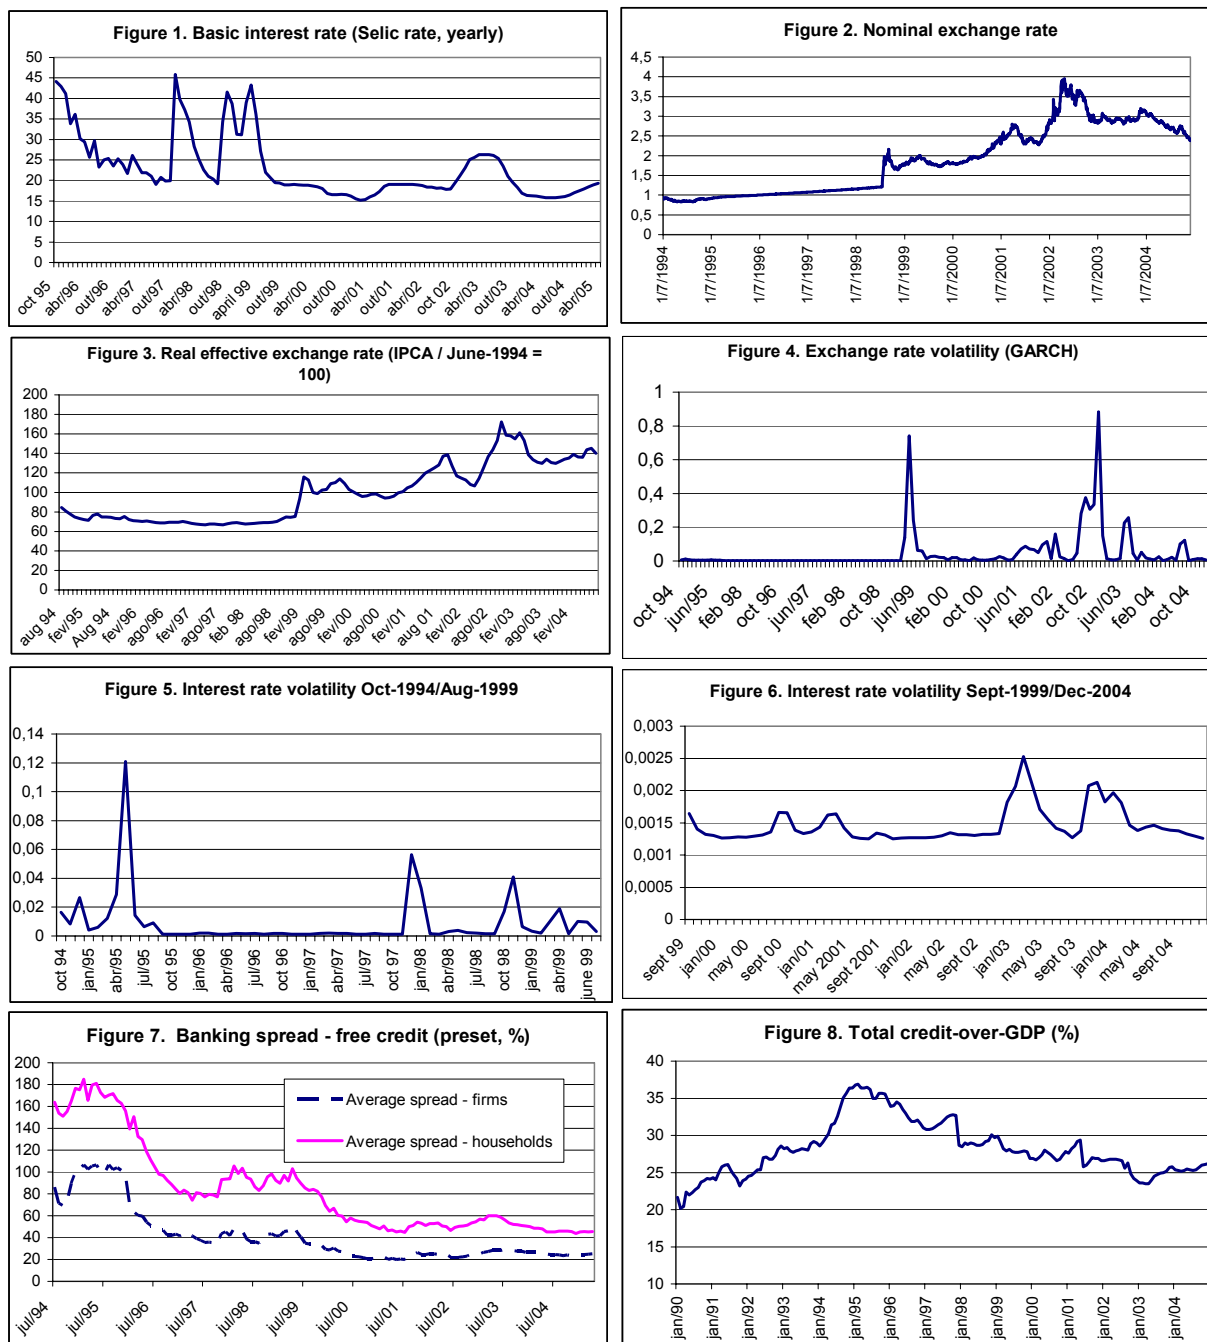 Figure 1. Basic interest rate (Selic rate, yearly)
50
45
40
35
30
25
20
15
10
5
0
oct 95
abr/96
out/96
abr/97
out/97
abr/98
out/98
april 99
out/99
abr/00
out/00
abr/01
out/01
abr/02
oct 02
abr/03
out/03
abr/04
out/04
abr/05
Figure 2. Nominal exchange rate
4,5
4
3,5
3
2,5
2
1,5
1
0,5
0
1/7/1994
1/7/1995
1/7/1996
1/7/1997
1/7/1998
1/7/1999
1/7/2000
1/7/2001
1/7/2002
1/7/2003
1/7/2004
Figure 3. Real effective exchange rate (IPCA / June-1994 =
100)
200
180
160
140
120
100
80
60
40
20
0
aug 94
fev/95
Aug 94
fev/96
ago/96
fev/97
ago/97
feb 98
ago/98
fev/99
ago/99
fev/00
ago/00
fev/01
aug 01
fev/02
ago/02
fev/03
ago/03
fev/04
Figure 4. Exchange rate volatility (GARCH)
1
0,8
0,6
0,4
0,2
0
oct 94
jun/95
feb 98
oct 96
jun/97
feb 98
oct 98
jun/99
feb 00
oct 00
jun/01
feb 02
oct 02
jun/03
feb 04
oct 04
Figure 5. Interest rate volatility Oct-1994/Aug-1999
0,14
0,12
0,1
0,08
0,06
0,04
0,02
0
oct 94
jan/95
abr/95
jul/95
oct 95
jan/96
abr/96
jul/96
oct 96
jan/97
abr/97
jul/97
oct 97
jan/98
abr/98
jul/98
oct 98
jan/99
abr/99
june 99
Figure 6. Interest rate volatility Sept-1999/Dec-2004
0,003
0,0025
0,002
0,0015
0,001
0,0005
0
sept 99
jan/00
may 00
sept 00
jan/01
may 2001
sept 2001
jan/02
may 02
sept 02
jan/03
may 03
sept 03
jan/04
may 04
sept 04
Figure 7. Banking spread - free credit (preset, %)
200
180
160
140
120
100
80
60
40
20
0
Average spread - firms
Average spread - households
jul/94
jul/95
jul/96
jul/97
jul/98
jul/99
jul/00
jul/01
jul/02
jul/03
jul/04
Figure 8. Total credit-over-GDP (%)
40
35
30
25
20
15
10
jan/90
jan/91
jan/92
jan/93
jan/94
jan/95
jan/96
jan/97
jan/98
jan/99
jan/00
jan/01
jan/02
jan/03
jan/04